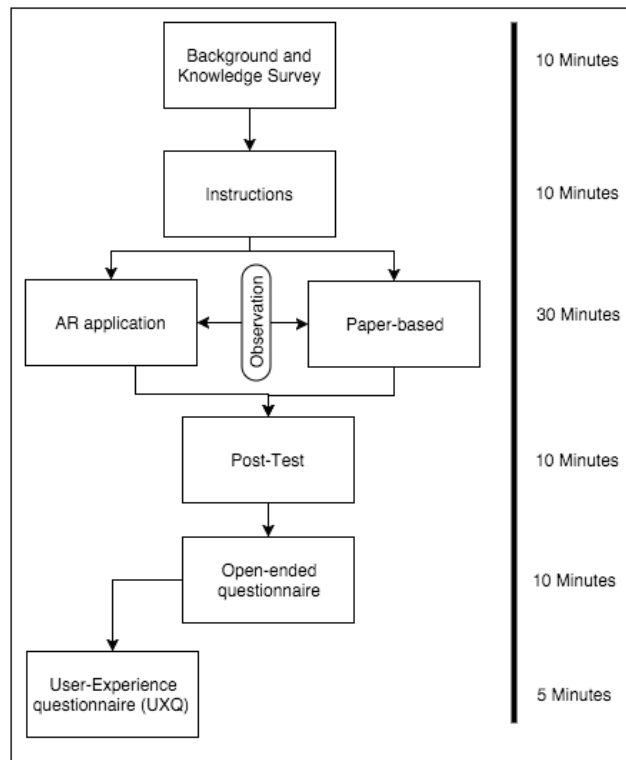 Background and
Knowledge Survey
10 Minutes
Instructions
10 Minutes
AR application
Observation
Paper-based
30 Minutes
Post-Test
10 Minutes
Open-ended
questionnaire
10 Minutes
User-Experience
questionnaire (UXQ)
5 Minutes